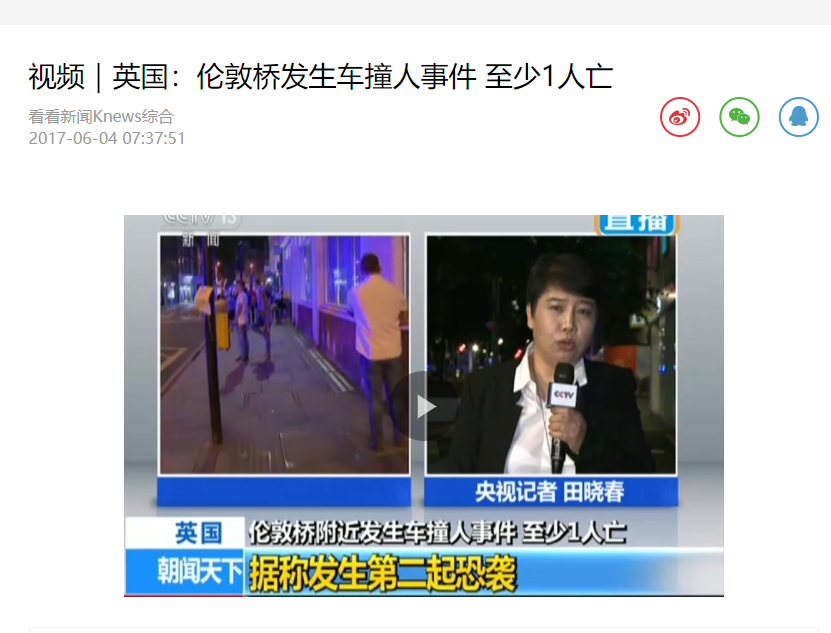 视频｜英国：伦敦桥发生车撞人事件 至少1人亡
看看新闻Knews综合
2017-06-04 07:37:51
CCTV 13
直播
新闻
CCTV
央视记者 田晓春
英国 伦敦桥附近发生车撞人事件 至少1人亡
朝闻天下 据称发生第二起恐袭